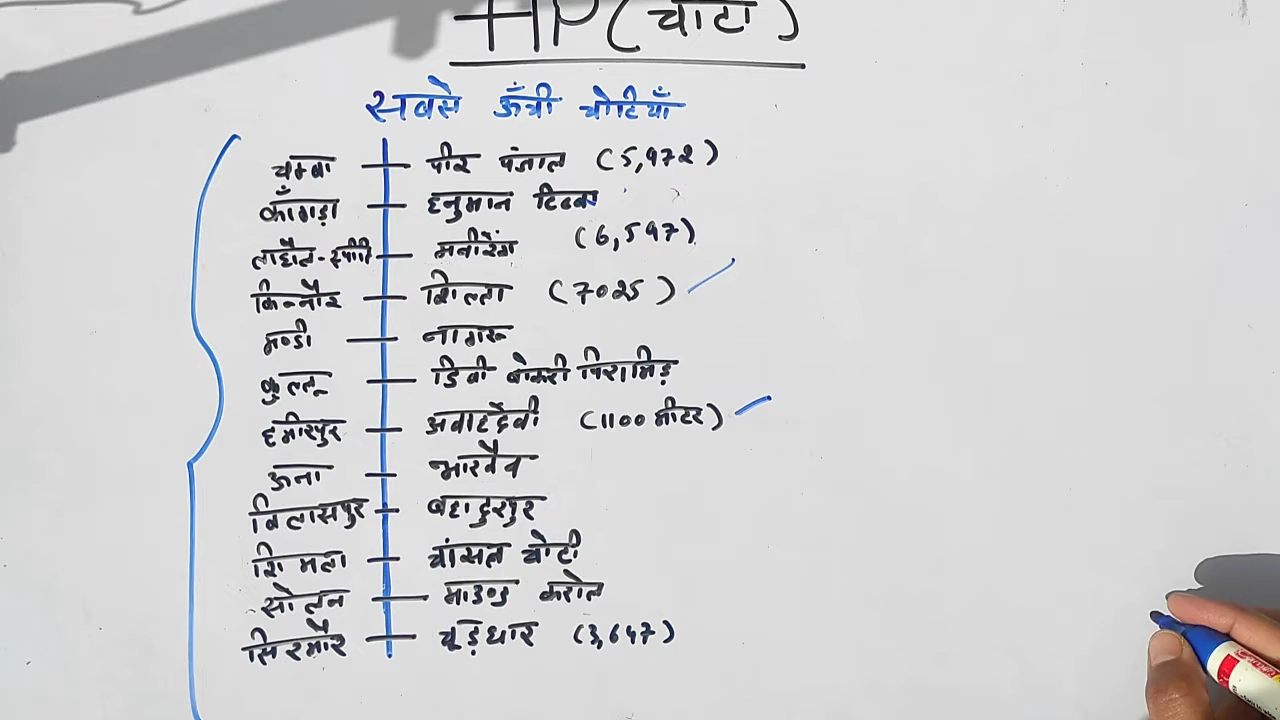 HP ( चोटी )
सबसे ऊँची चोटियाँ
चम्बा — पीर पंजाल (5,972)
काँगड़ा — हनुमान टिब्बा
लाहौल-स्पीति — मनीरंग (6,597)
किन्नौर — शिल्ला (7025)
मण्डी — नागरू
कुल्लू — डिबी बोकरी पिरामिड़
हमीरपुर — अवाहदेवी (1100 मीटर)
ऊना — भारवैन
बिलासपुर — बहादुरपुर
शिमला — चांसल चोटी
सोलन — माउण्ड करोल
सिरमौर — चूड़धार (3,647)